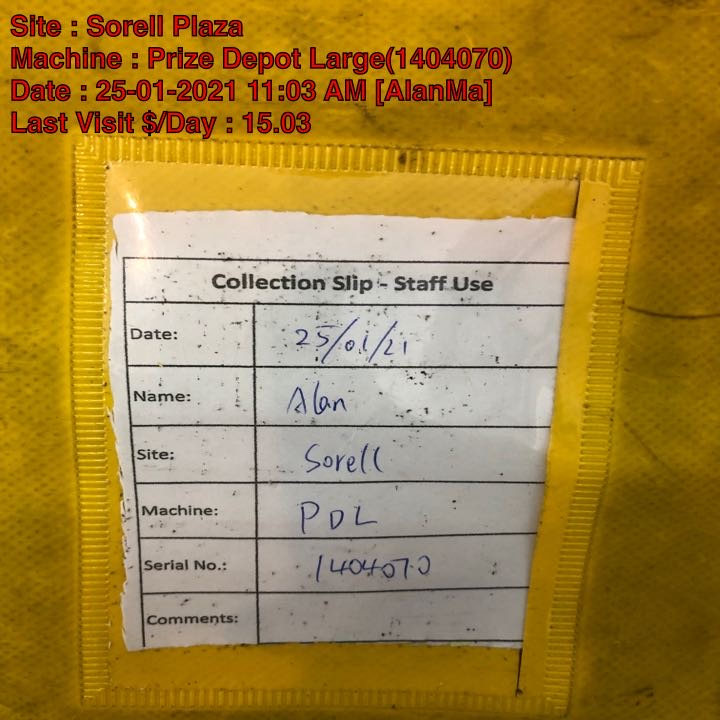 Site : Sorell Plaza
Machine : Prize Depot Large(1404070)
Date : 25-01-2021 11:03 AM [AlanMa]
Last Visit $/Day : 15.03
Collection Slip - Staff Use
Date: 25/01/21
Name: Alan
Site: Sorell
Machine: PDL
Serial No.: 1404070
Comments: